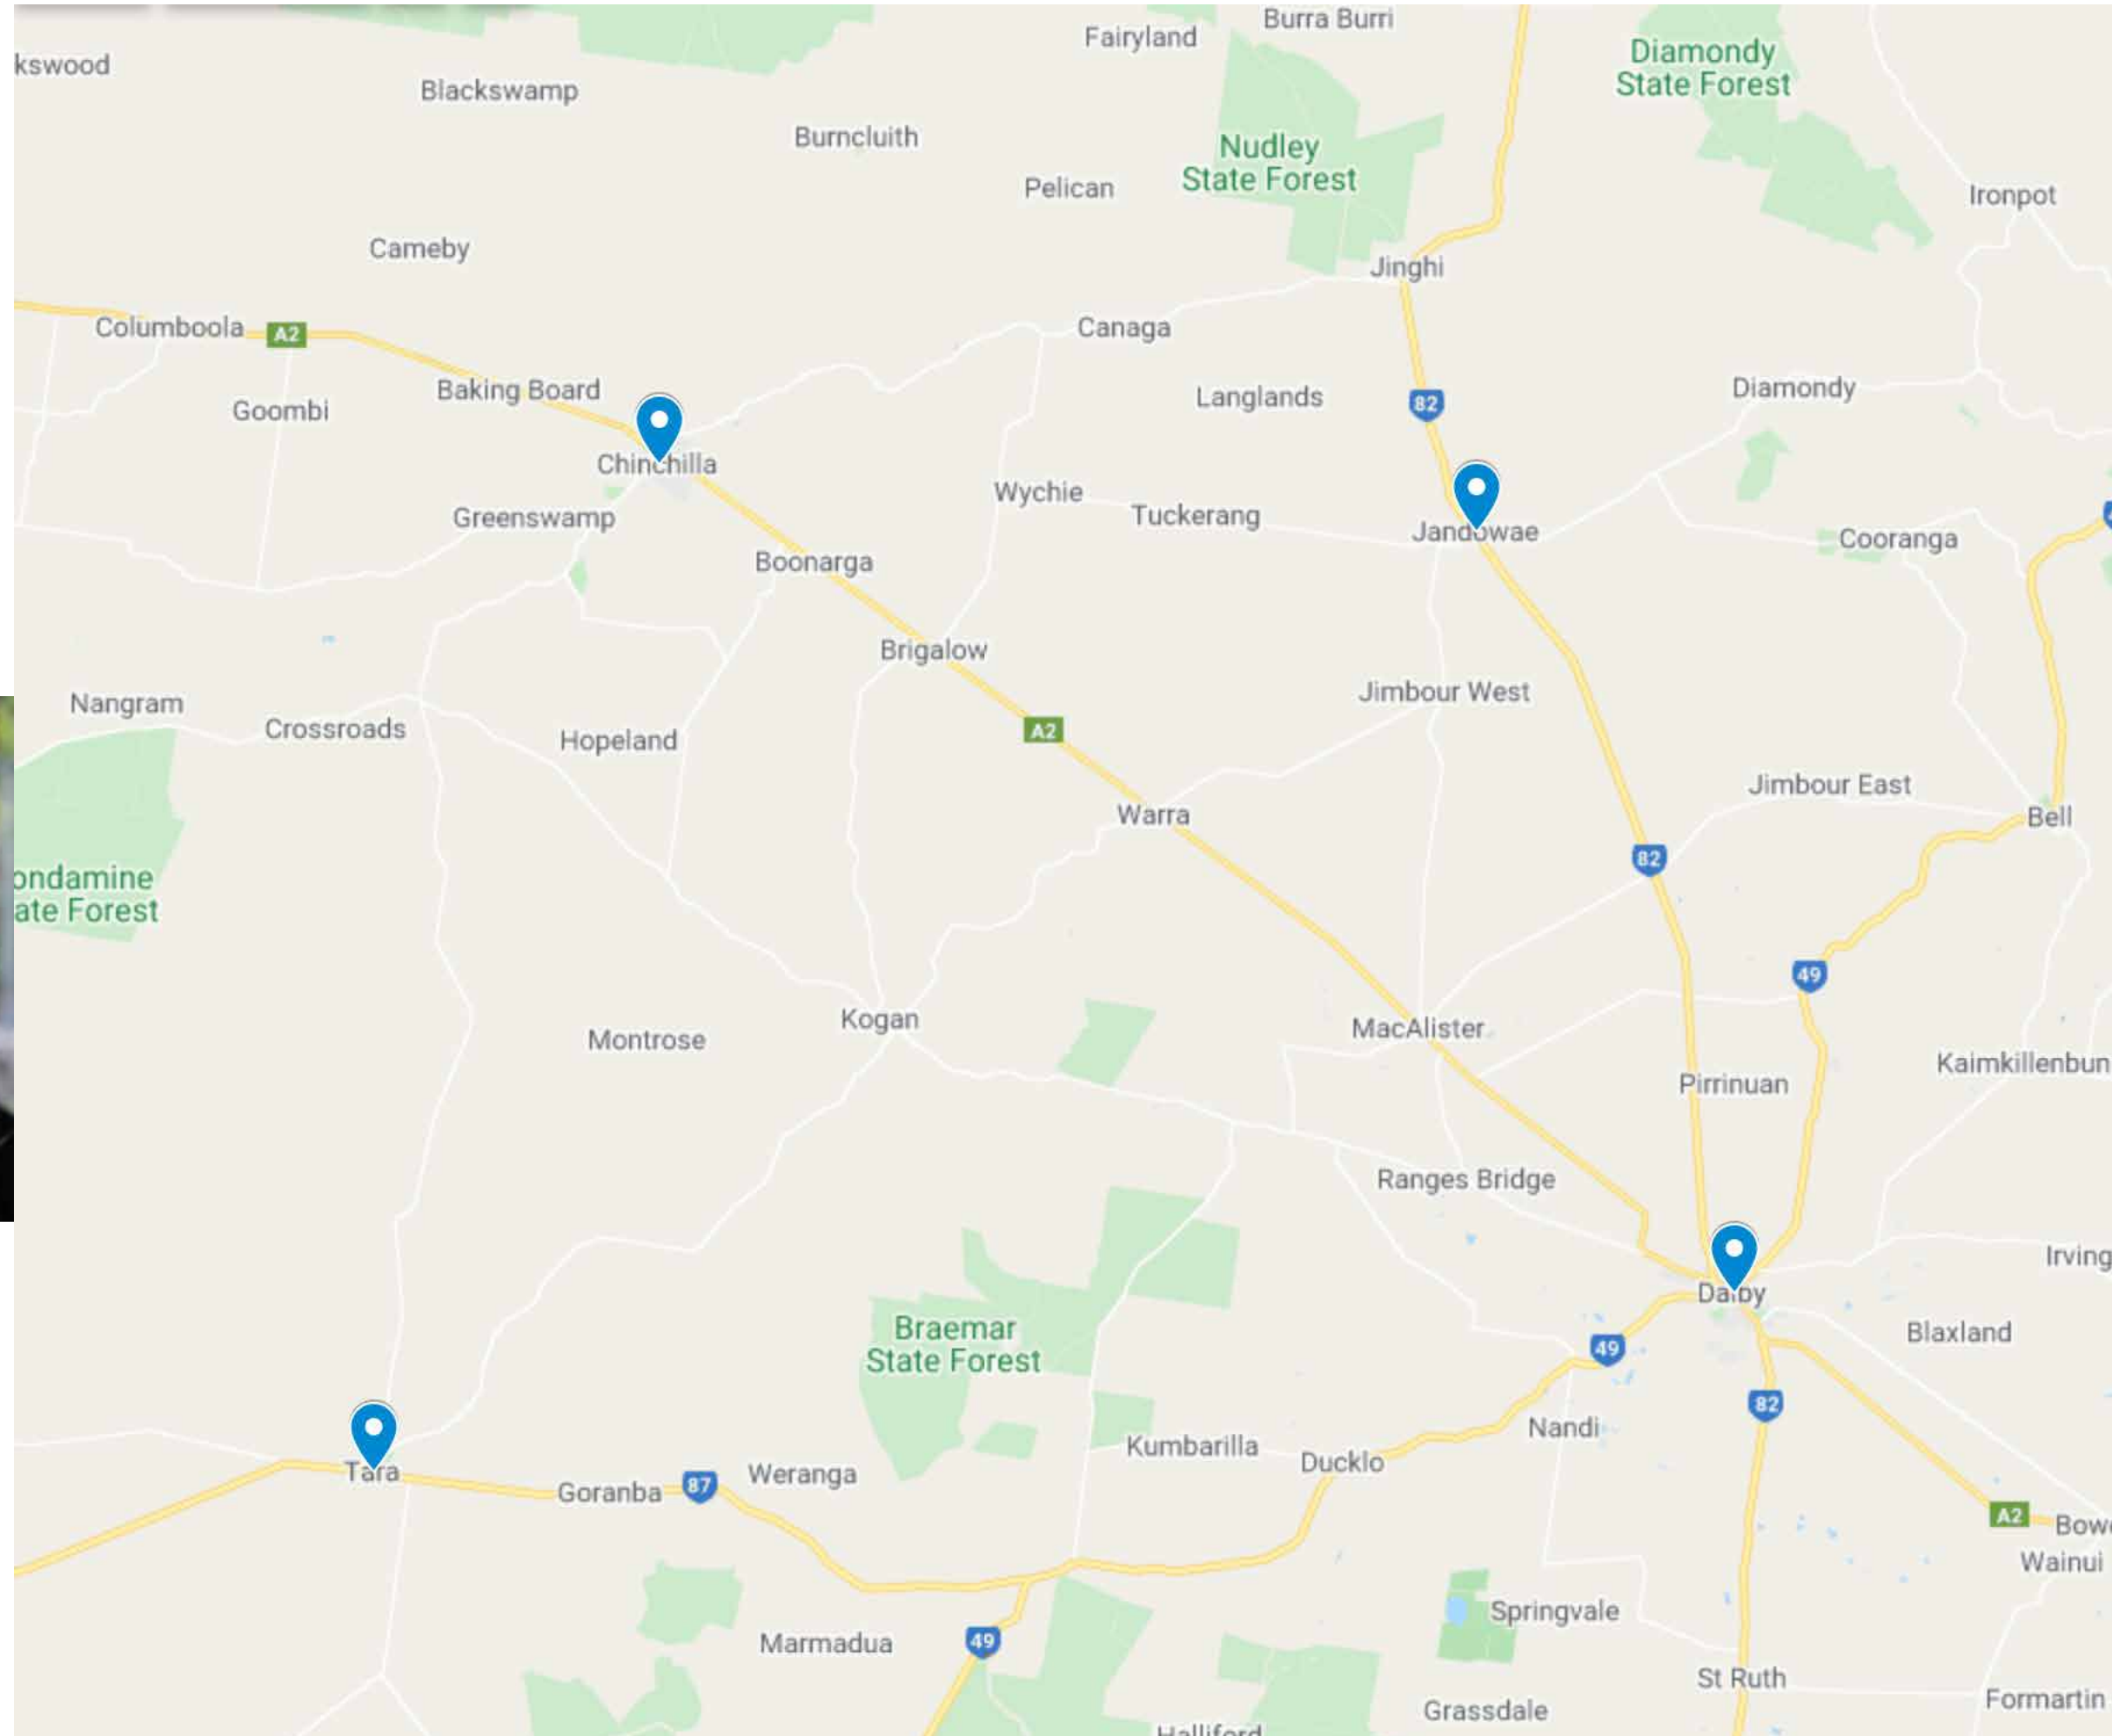 Burra Burri
Fairyland
Diamondy
State Forest
kswood
Blackswamp
Burncluith
Nudley
State Forest
Pelican
Ironpot
Cameby
Jinghi
Columboola
A2
Canaga
Baking Board
Langlands
82
Diamondy
Goombi
Chinchilla
Wychie
Tuckerang
Greenswamp
Jandowae
Cooranga
Boonarga
Brigalow
Jimbour West
Nangram
Crossroads
Hopeland
A2
Jimbour East
Warra
Bell
82
ondamine
ate Forest
49
Kogan
MacAlister
Montrose
Kaimkillenbun
Pirrinuan
Ranges Bridge
Irving
Dalby
Braemar
State Forest
Blaxland
49
82
Nandi
Kumbarilla
Ducklo
Tara
Weranga
Goranba
87
A2
Bow
Wainui
Springvale
Marmadua
49
St Ruth
Formartin
Grassdale
Halliford